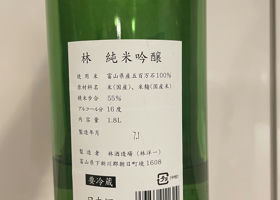 林 純米吟醸
使用米 富山県産五百万石100%
原材料名 米(国産)、米麹(国産米)
精米歩合 55%
アルコール分 16度
内容量 1.8L
製造年月 7.1
製造者 林酒造場(林洋一)
富山県下新川郡朝日町境1608
要冷蔵